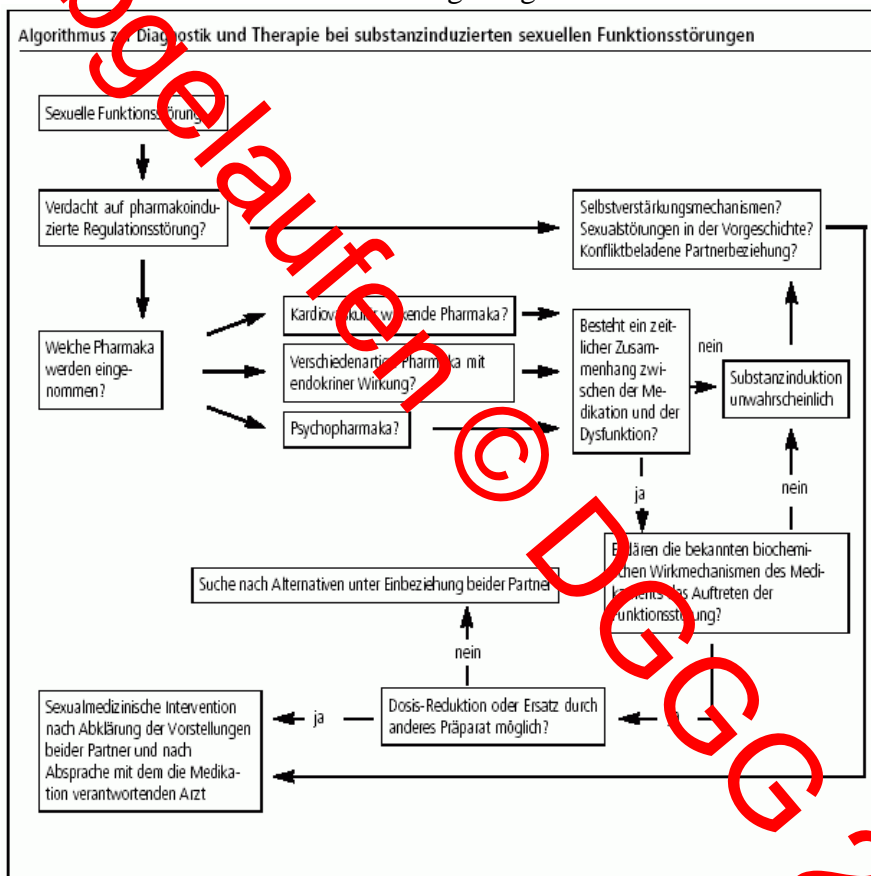 Algorithmus zur Diagnostik und Therapie bei substanzinduzierten sexuellen Funktionsstörungen
Sexuelle Funktionsstörung
Verdacht auf pharmakoindu-
zierte Regulationsstörung?
Selbstverstärkungsmechanismen?
Sexualstörungen in der Vorgeschichte?
Konfliktbeladene Partnerbeziehung?
Welche Pharmaka
werden einge-
nommen?
Kardiovaskulär wirkende Pharmaka?
Verschiedenartige Pharmaka mit
endokriner Wirkung?
Psychopharmaka?
Besteht ein zeit-
licher Zusam-
menhang zwi-
schen der Me-
dikation und der
Dysfunktion?
nein
Substanzinduktion
unwahrscheinlich
ja
nein
Erklären die bekannten biochemi-
schen Wirkmechanismen des Medi-
kaments das Auftreten der
Funktionsstörung?
Suche nach Alternativen unter Einbeziehung beider Partner
nein
Dosis-Reduktion oder Ersatz durch
anderes Präparat möglich?
ja
ja
Sexualmedizinische Intervention
nach Abklärung der Vorstellungen
beider Partner und nach
Absprache mit dem die Medika-
tion verantwortenden Arzt
abgelaufen © DGGG